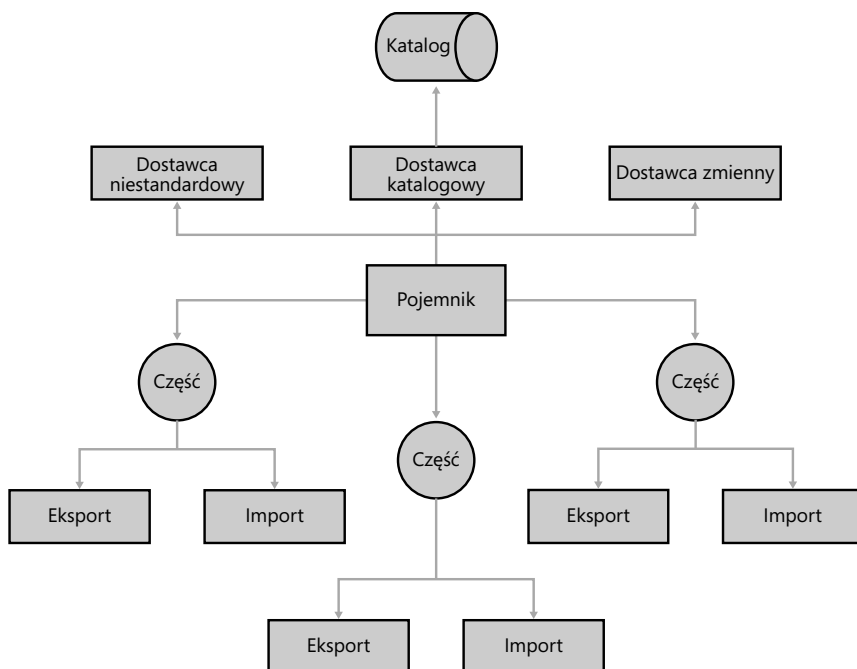 Katalog
Dostawca
niestandardowy
Dostawca
katalogowy
Dostawca zmienny
Pojemnik
Część
Część
Część
Eksport
Import
Eksport
Import
Eksport
Import